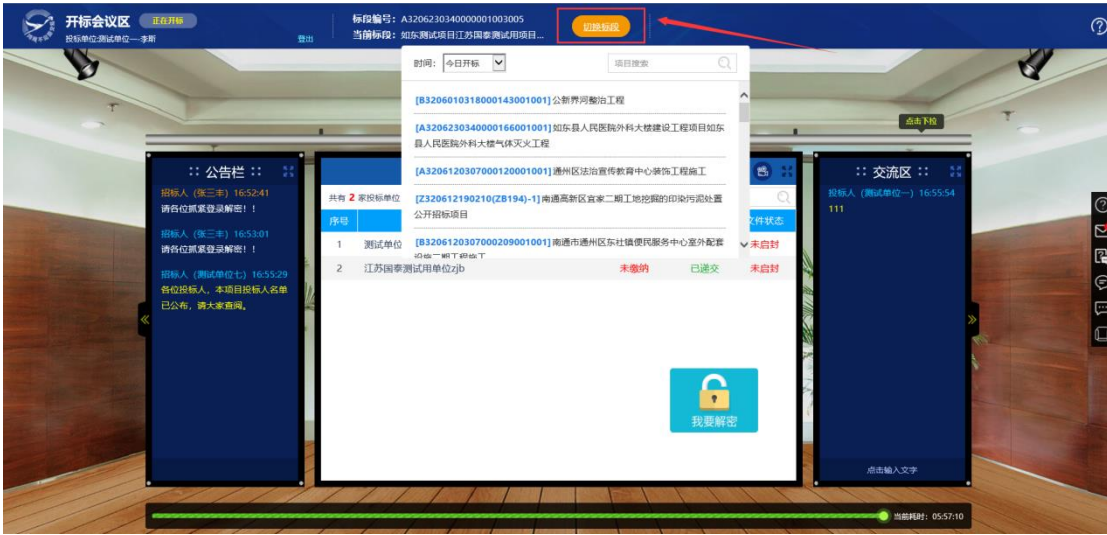 开标会议区 正在开标
投标单位:测试单位一-李斯
登出
标段编号：A3206230340000001003005
当前标段：如东测试项目江苏国泰测试用项目...
切换标段
时间： 今日开标
项目搜索
[B3206010318000143001001]公新界河整治工程
[A3206230340000166001001]如东县人民医院外科大楼建设工程项目如东
县人民医院外科大楼气体灭火工程
[A3206120307000120001001]通州区法治宣传教育中心装饰工程施工
[Z320612190210(ZB194)-1]南通高新区宜家二期工地挖掘的印染污泥处置
公开招标项目
[B3206120307000209001001]南通市通州区东社镇便民服务中心室外配套
设施二期工程施工
点击下拉
:: 公告栏 ::
招标人（张三丰）16:52:41
请各位抓紧登录解密！！
招标人（张三丰）16:53:01
请各位抓紧登录解密！！
招标人（测试单位七）16:55:29
各位投标人，本项目投标人名单
已公布，请大家查阅。
共有 2 家投标单位
序号
文件状态
1 测试单位 未启封
2 江苏国泰测试用单位zjb 未缴纳 已递交 未启封
我要解密
:: 交流区 ::
投标人（测试单位一）16:55:54
111
点击输入文字
当前耗时：05:57:10